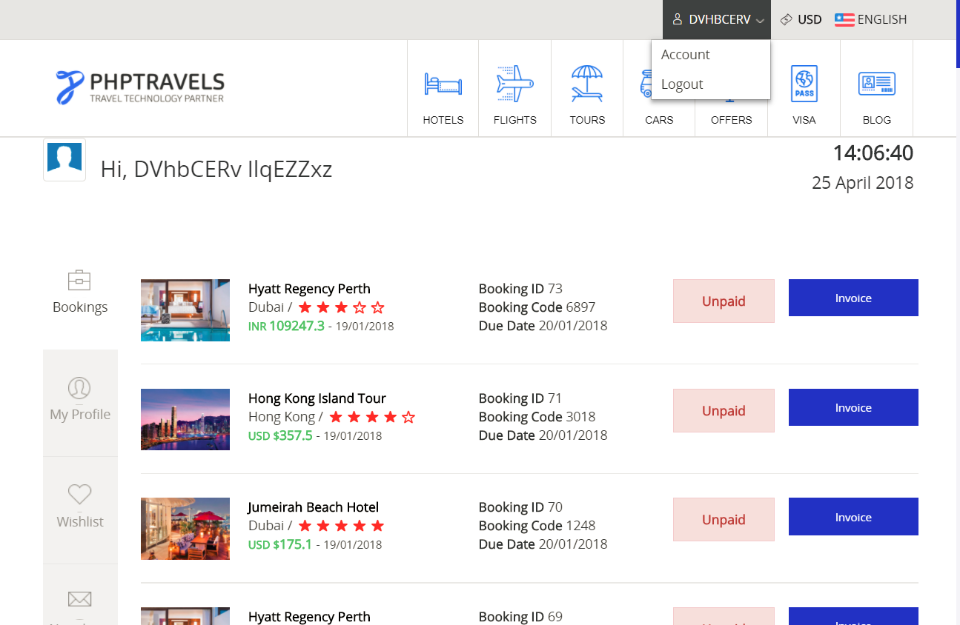 DVHBCERV
USD
ENGLISH
Account
Logout
PHPTRAVELS
TRAVEL TECHNOLOGY PARTNER
HOTELS
FLIGHTS
TOURS
CARS
OFFERS
PASS
VISA
BLOG
Hi, DVhbCERv IlqEZZxz
14:06:40
25 April 2018
Bookings
My Profile
Wishlist
Hyatt Regency Perth
Dubai /
INR 109247.3 - 19/01/2018
Booking ID 73
Booking Code 6897
Due Date 20/01/2018
Unpaid
Invoice
Hong Kong Island Tour
Hong Kong /
USD $357.5 - 19/01/2018
Booking ID 71
Booking Code 3018
Due Date 20/01/2018
Unpaid
Invoice
Jumeirah Beach Hotel
Dubai /
USD $175.1 - 19/01/2018
Booking ID 70
Booking Code 1248
Due Date 20/01/2018
Unpaid
Invoice
Hyatt Regency Perth
Booking ID 69
Unpaid
Invoice